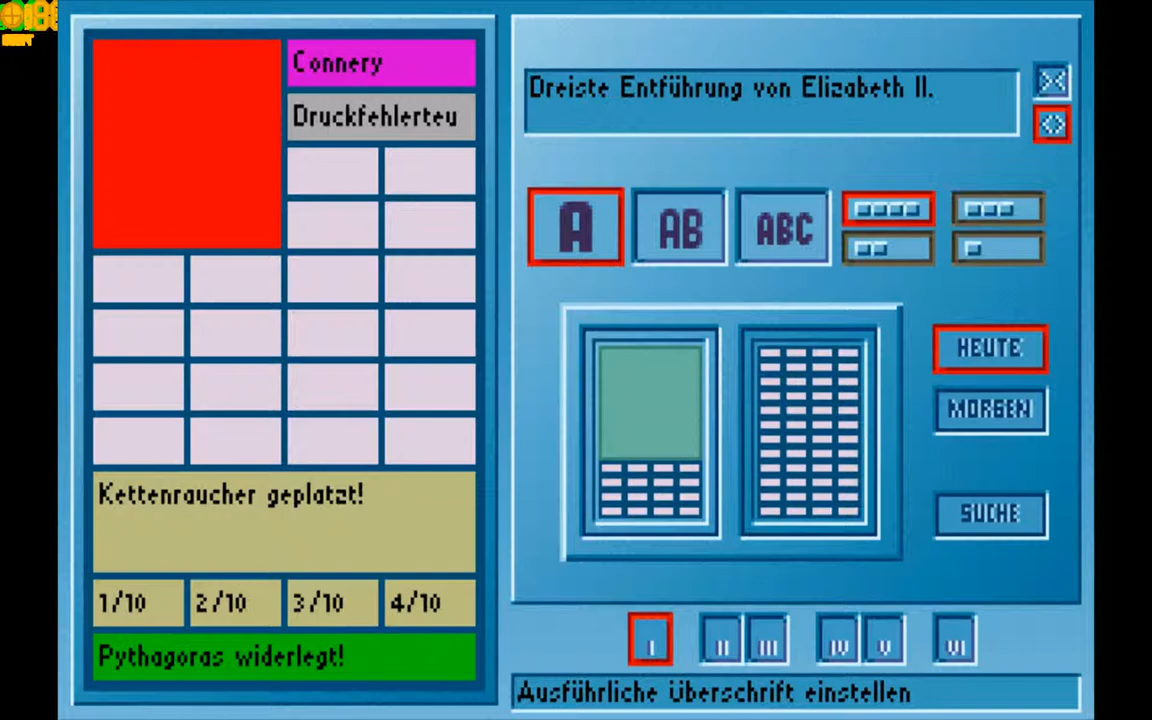 Connery
Druckfehlerteu
Kettenraucher geplatzt!
1/10 2/10 3/10 4/10
Pythagoras widerlegt!
Dreiste Entführung von Elizabeth II.
A AB ABC
HEUTE
MORGEN
SUCHE
I II III IV V VI
Ausführliche Überschrift einstellen